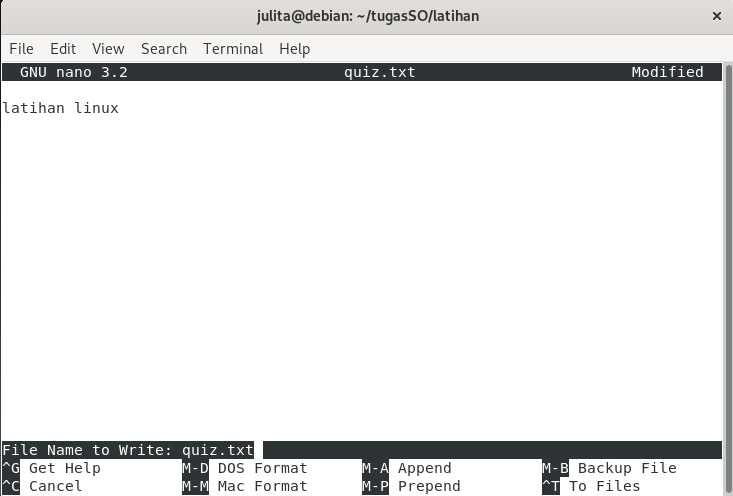 julita@debian: ~/tugasSO/latihan
File Edit View Search Terminal Help
GNU nano 3.2 quiz.txt Modified
latihan linux
File Name to Write: quiz.txt
^G Get Help M-D DOS Format M-A Append M-B Backup File
^C Cancel M-M Mac Format M-P Prepend ^T To Files